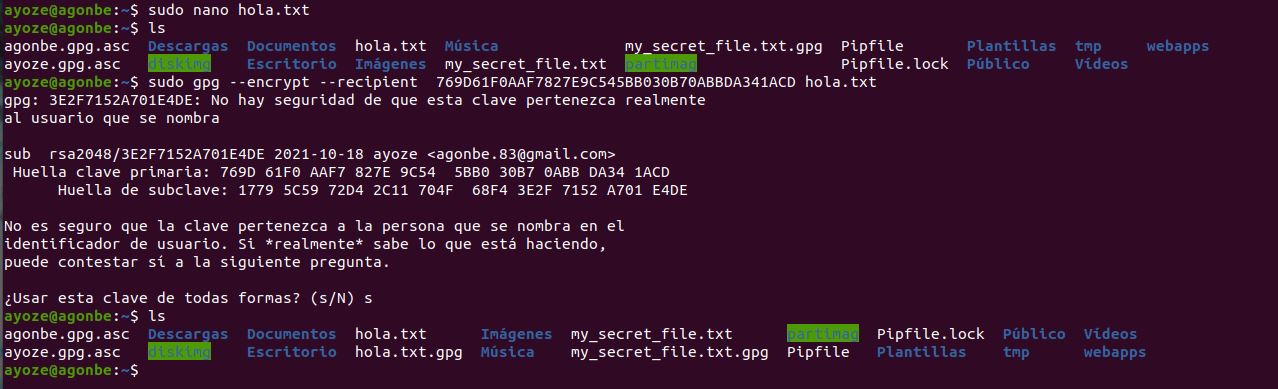 ayoze@agonbe:~$ sudo nano hola.txt
ayoze@agonbe:~$ ls
agonbe.gpg.asc  Descargas  Documentos  hola.txt  Música  my_secret_file.txt.gpg  Pipfile  Plantillas  tmp  webapps
ayoze.gpg.asc  diskimg  Escritorio  Imágenes  my_secret_file.txt  partimag  Pipfile.lock  Público  Vídeos
ayoze@agonbe:~$ sudo gpg --encrypt --recipient  769D61F0AAF7827E9C545BB030B70ABBDA341ACD hola.txt
gpg: 3E2F7152A701E4DE: No hay seguridad de que esta clave pertenezca realmente
al usuario que se nombra
sub  rsa2048/3E2F7152A701E4DE 2021-10-18 ayoze <agonbe.83@gmail.com>
Huella clave primaria: 769D 61F0 AAF7 827E 9C54  5BB0 30B7 0ABB DA34 1ACD
Huella de subclave: 1779 5C59 72D4 2C11 704F  68F4 3E2F 7152 A701 E4DE
No es seguro que la clave pertenezca a la persona que se nombra en el
identificador de usuario. Si *realmente* sabe lo que está haciendo,
puede contestar sí a la siguiente pregunta.
¿Usar esta clave de todas formas? (s/N) s
ayoze@agonbe:~$ ls
agonbe.gpg.asc  Descargas  Documentos  hola.txt  Imágenes  my_secret_file.txt  partimag  Pipfile.lock  Público  Vídeos
ayoze.gpg.asc  diskimg  Escritorio  hola.txt.gpg  Música  my_secret_file.txt.gpg  Pipfile  Plantillas  tmp  webapps
ayoze@agonbe:~$